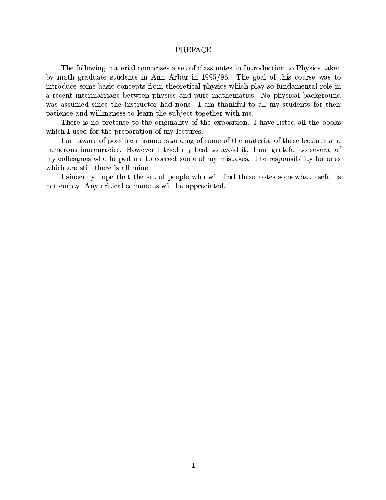 PREFACE
The following material comprises a set of class notes in Introduction to Physics taken
by math graduate students in Ann Arbor in 1995/96. The goal of this course was to
introduce some basic concepts from theoretical physics which play so fundamental role in
a recent intermarriage between physics and pure mathematics. No physical background
was assumed since the instructor had none. I am thankful to all my students for their
patience and willingness to learn the subject together with me.
There is no pretense to the originality of the exposition. I have listed all the books
which I used for the preparation of my lectures.
I am aware of possible misunderstanding of some of the material of these lectures and
numerous inaccuracies. However I tried my best to avoid it. I am grateful to several of
my colleagues who helped me to correct some of my mistakes. The responsibility for ones
which are still there is all mine.
I sincerely hope that the set of people who will find these notes somewhat useful is
not empty. Any critical comments will be appreciated.
1